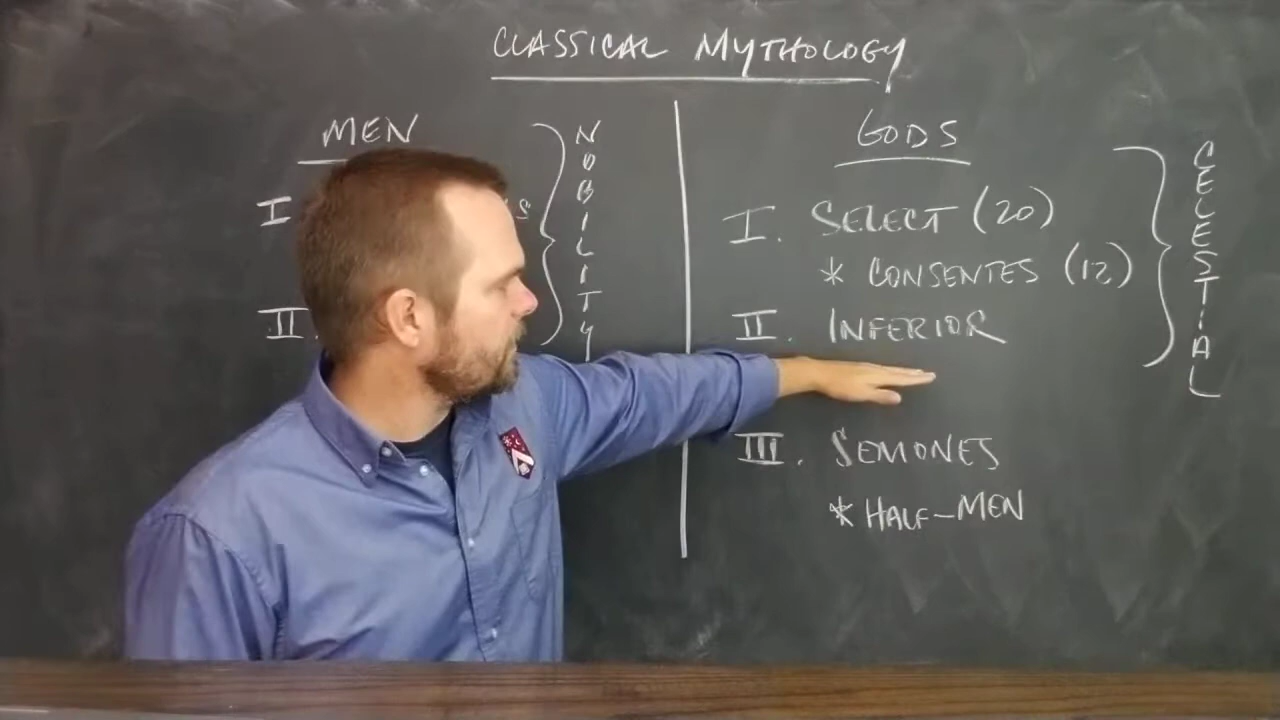 CLASSICAL MYTHOLOGY
MEN
I
S
II.
NOBILITY
GODS
I. SELECT (20)
* CONSENTES (12)
II. INFERIOR
III. SEMONES
* HALF-MEN
CELESTIAL